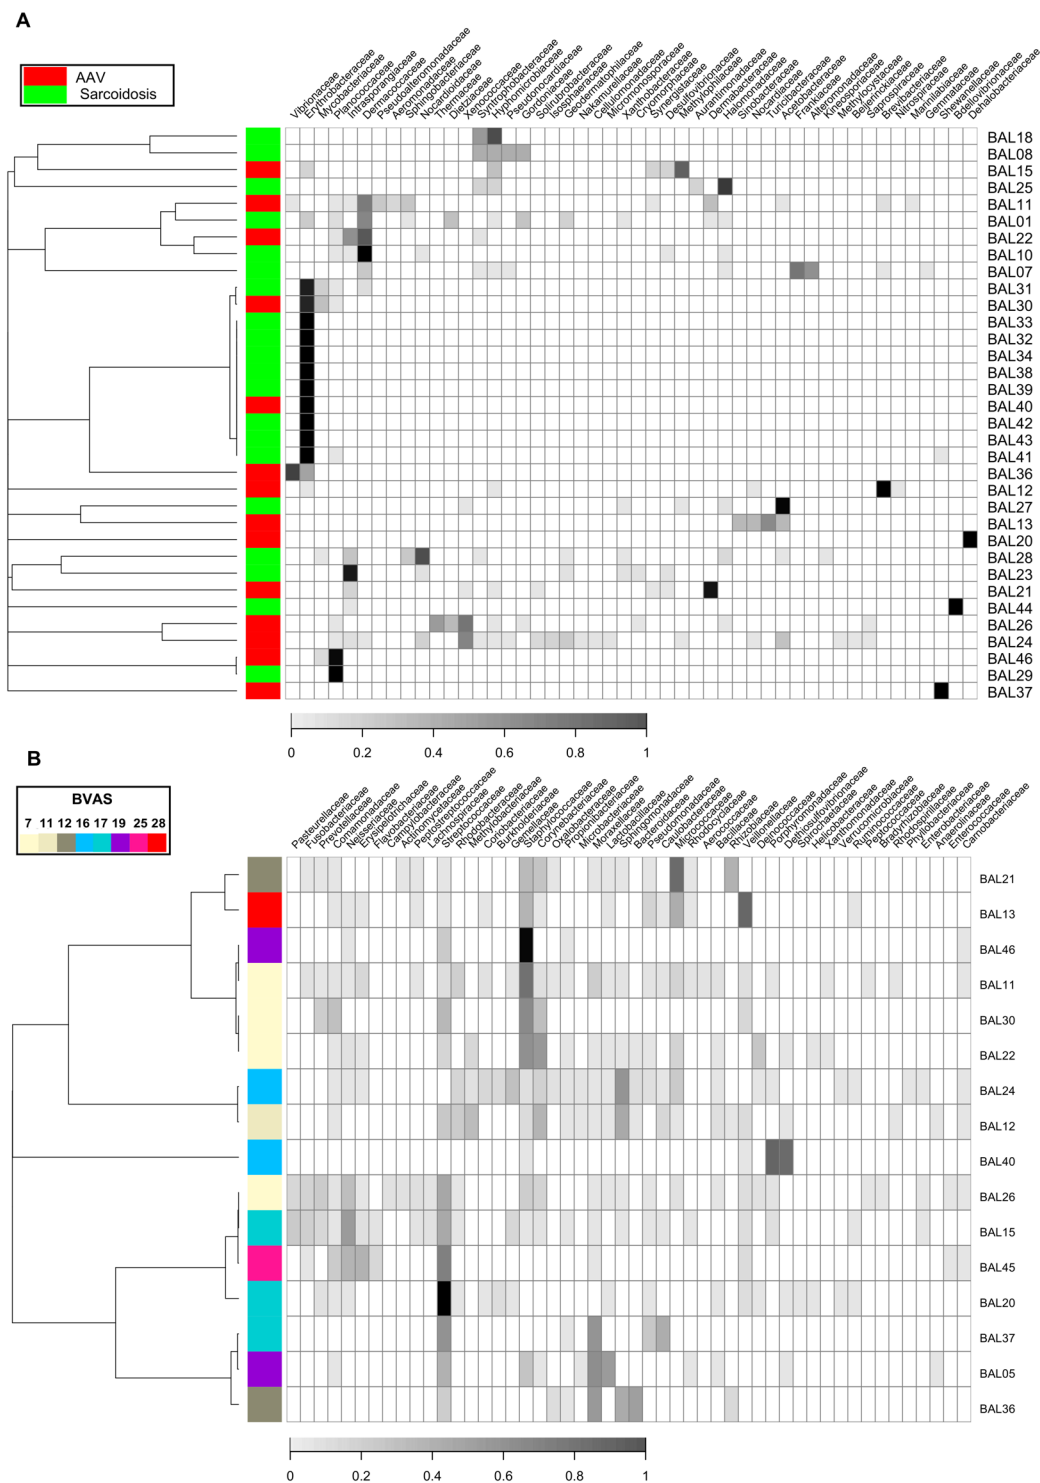 A
AAV
Sarcoidosis
Vibrionaceae
Erythrobacteraceae
Mycobacteriaceae
Planococcaceae
Intrasporangiaceae
Dermacoccaceae
Pseudoalteromonadaceae
Aeromonadaceae
Sphingobacteriaceae
Nocardioidaceae
Thermaceae
Dietziaceae
Xenococcaceae
Syntrophobacteraceae
Hyphomicrobiaceae
Pseudonocardiaceae
Gordoniaceae
Solirubrobacteraceae
Isosphaeraceae
Geodermatophilaceae
Nakamurellaceae
Cellulomonadaceae
Micromonosporaceae
Xanthobacteraceae
Cryomorphaceae
Synergistaceae
Desulfovibrionaceae
Methylophilaceae
Aurantimonadaceae
Dermabacteraceae
Halomonadaceae
Sinobacteraceae
Nocardiaceae
Turicibacteraceae
Acetobacteraceae
Frankiaceae
Alteromonadaceae
Kineosporiaceae
Methylocystaceae
Beijerinckiaceae
Saprospiraceae
Brevibacteriaceae
Nitrospiraceae
Marinilabiaceae
Gemmataceae
Shewanellaceae
Bdellovibrionaceae
Dehalobacteriaceae
BAL18
BAL08
BAL15
BAL25
BAL11
BAL01
BAL22
BAL10
BAL07
BAL31
BAL30
BAL33
BAL32
BAL34
BAL38
BAL39
BAL40
BAL42
BAL43
BAL41
BAL36
BAL12
BAL27
BAL13
BAL20
BAL28
BAL23
BAL21
BAL44
BAL26
BAL24
BAL46
BAL29
BAL37
0 0.2 0.4 0.6 0.8 1
B
BVAS
7 11 12 16 17 19 25 28
Pasteurellaceae
Fusobacteriaceae
Prevotellaceae
Comamonadaceae
Neisseriaceae
Enterobacteriaceae
Flavobacteriaceae
Campylobacteraceae
Actinomycetaceae
Peptostreptococcaceae
Lachnospiraceae
Streptococcaceae
Rhodobacteraceae
Methylobacteriaceae
Coriobacteriaceae
Burkholderiaceae
Gemellaceae
Staphylococcaceae
Corynebacteriaceae
Oxalobacteraceae
Propionibacteriaceae
Microbacteriaceae
Moraxellaceae
Lactobacillaceae
Sphingomonadaceae
Bacteroidaceae
Pseudomonadaceae
Caulobacteraceae
Micrococcaceae
Rhodocyclaceae
Aerococcaceae
Bacillaceae
Rhizobiaceae
Veillonellaceae
Deinococcaceae
Porphyromonadaceae
Dethiosulfovibrionaceae
Spirochaetaceae
Helicobacteraceae
Xanthomonadaceae
Verrucomicrobiaceae
Ruminococcaceae
Peptococcaceae
Bradyrhizobiaceae
Rhodospirillaceae
Phyllobacteriaceae
Enterobacteriaceae
Anaerolinaceae
Enterococcaceae
Carnobacteriaceae
BAL21
BAL13
BAL46
BAL11
BAL30
BAL22
BAL24
BAL12
BAL40
BAL26
BAL15
BAL45
BAL20
BAL37
BAL05
BAL36
0 0.2 0.4 0.6 0.8 1